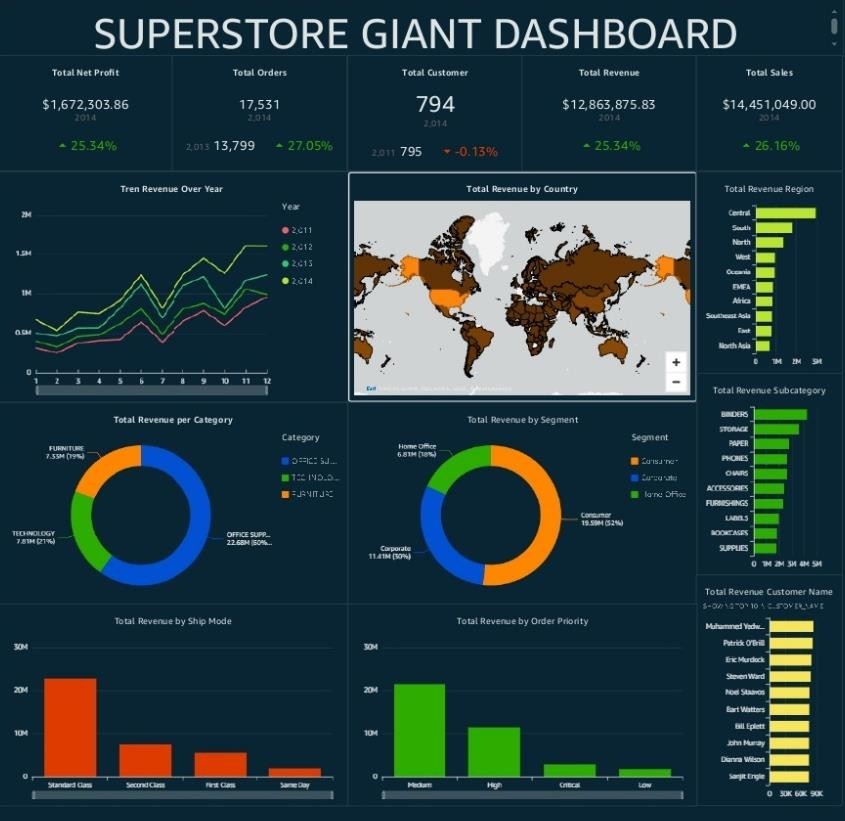 SUPERSTORE GIANT DASHBOARD
Total Net Profit
$1,672,303.86
2014
25.34%
Total Orders
17,531
2,014
2,013 13,799 27.05%
Total Customer
794
2,014
2,011 795 -0.13%
Total Revenue
$12,863,875.83
2014
25.34%
Total Sales
$14,451,049.00
2014
26.16%
Tren Revenue Over Year
2M
1.5M
1M
0.5M
0
1 2 3 4 5 6 7 8 9 10 11 12
Year
2,011
2,012
2,013
2,014
Total Revenue by Country
Esri
+
−
Total Revenue Region
Central
South
North
West
Oceania
EMEA
Africa
Southeast Asia
East
North Asia
0 1M 2M 3M
Total Revenue per Category
FURNITURE
7.33M (19%)
TECHNOLOGY
7.81M (21%)
OFFICE SUPP...
22.68M (60%...
Category
OFFICE SU...
TECHNOLO...
FURNITURE
Total Revenue by Segment
Home Office
6.81M (18%)
Corporate
11.41M (30%)
Consumer
19.59M (52%)
Segment
Consumer
Corporate
Home Office
Total Revenue Subcategory
BINDERS
STORAGE
PAPER
PHONES
CHAIRS
ACCESSORIES
FURNISHINGS
LABELS
BOOKCASES
SUPPLIES
0 1M 2M 3M 4M 5M
Total Revenue by Ship Mode
30M
20M
10M
0
Standard Class
Second Class
First Class
Same Day
Total Revenue by Order Priority
30M
20M
10M
0
Medium
High
Critical
Low
Total Revenue Customer Name
SHOWING TOP 10 IN CUSTOMER_NAME
Muhammed Yedw...
Patrick O'Brill
Eric Murdock
Steven Ward
Noel Staavos
Bart Watters
Bill Eplett
John Murray
Dianna Wilson
Sanjit Engle
0 30K 60K 90K